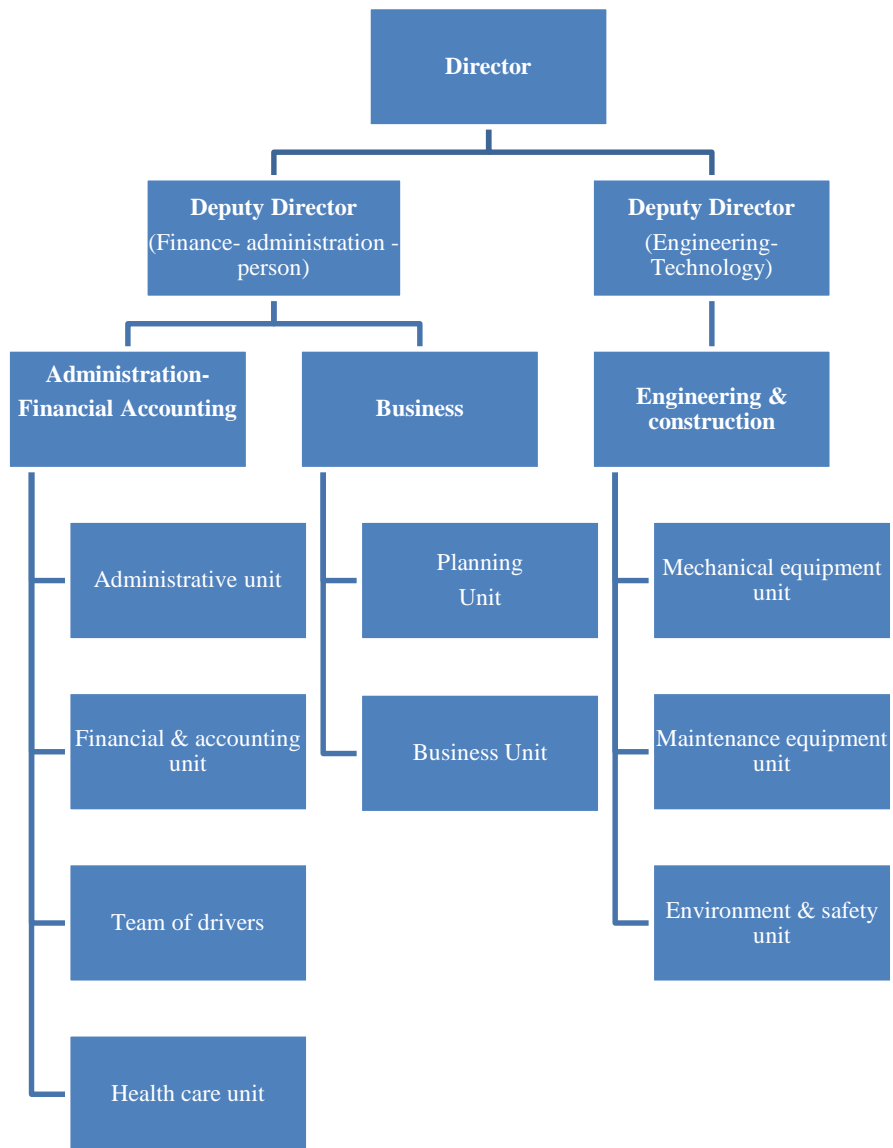 Director
Deputy Director
(Finance- administration -
person)
Deputy Director
(Engineering-
Technology)
Administration-
Financial Accounting
Business
Engineering &
construction
Administrative unit
Planning
Unit
Mechanical equipment
unit
Financial & accounting
unit
Business Unit
Maintenance equipment
unit
Team of drivers
Environment & safety
unit
Health care unit